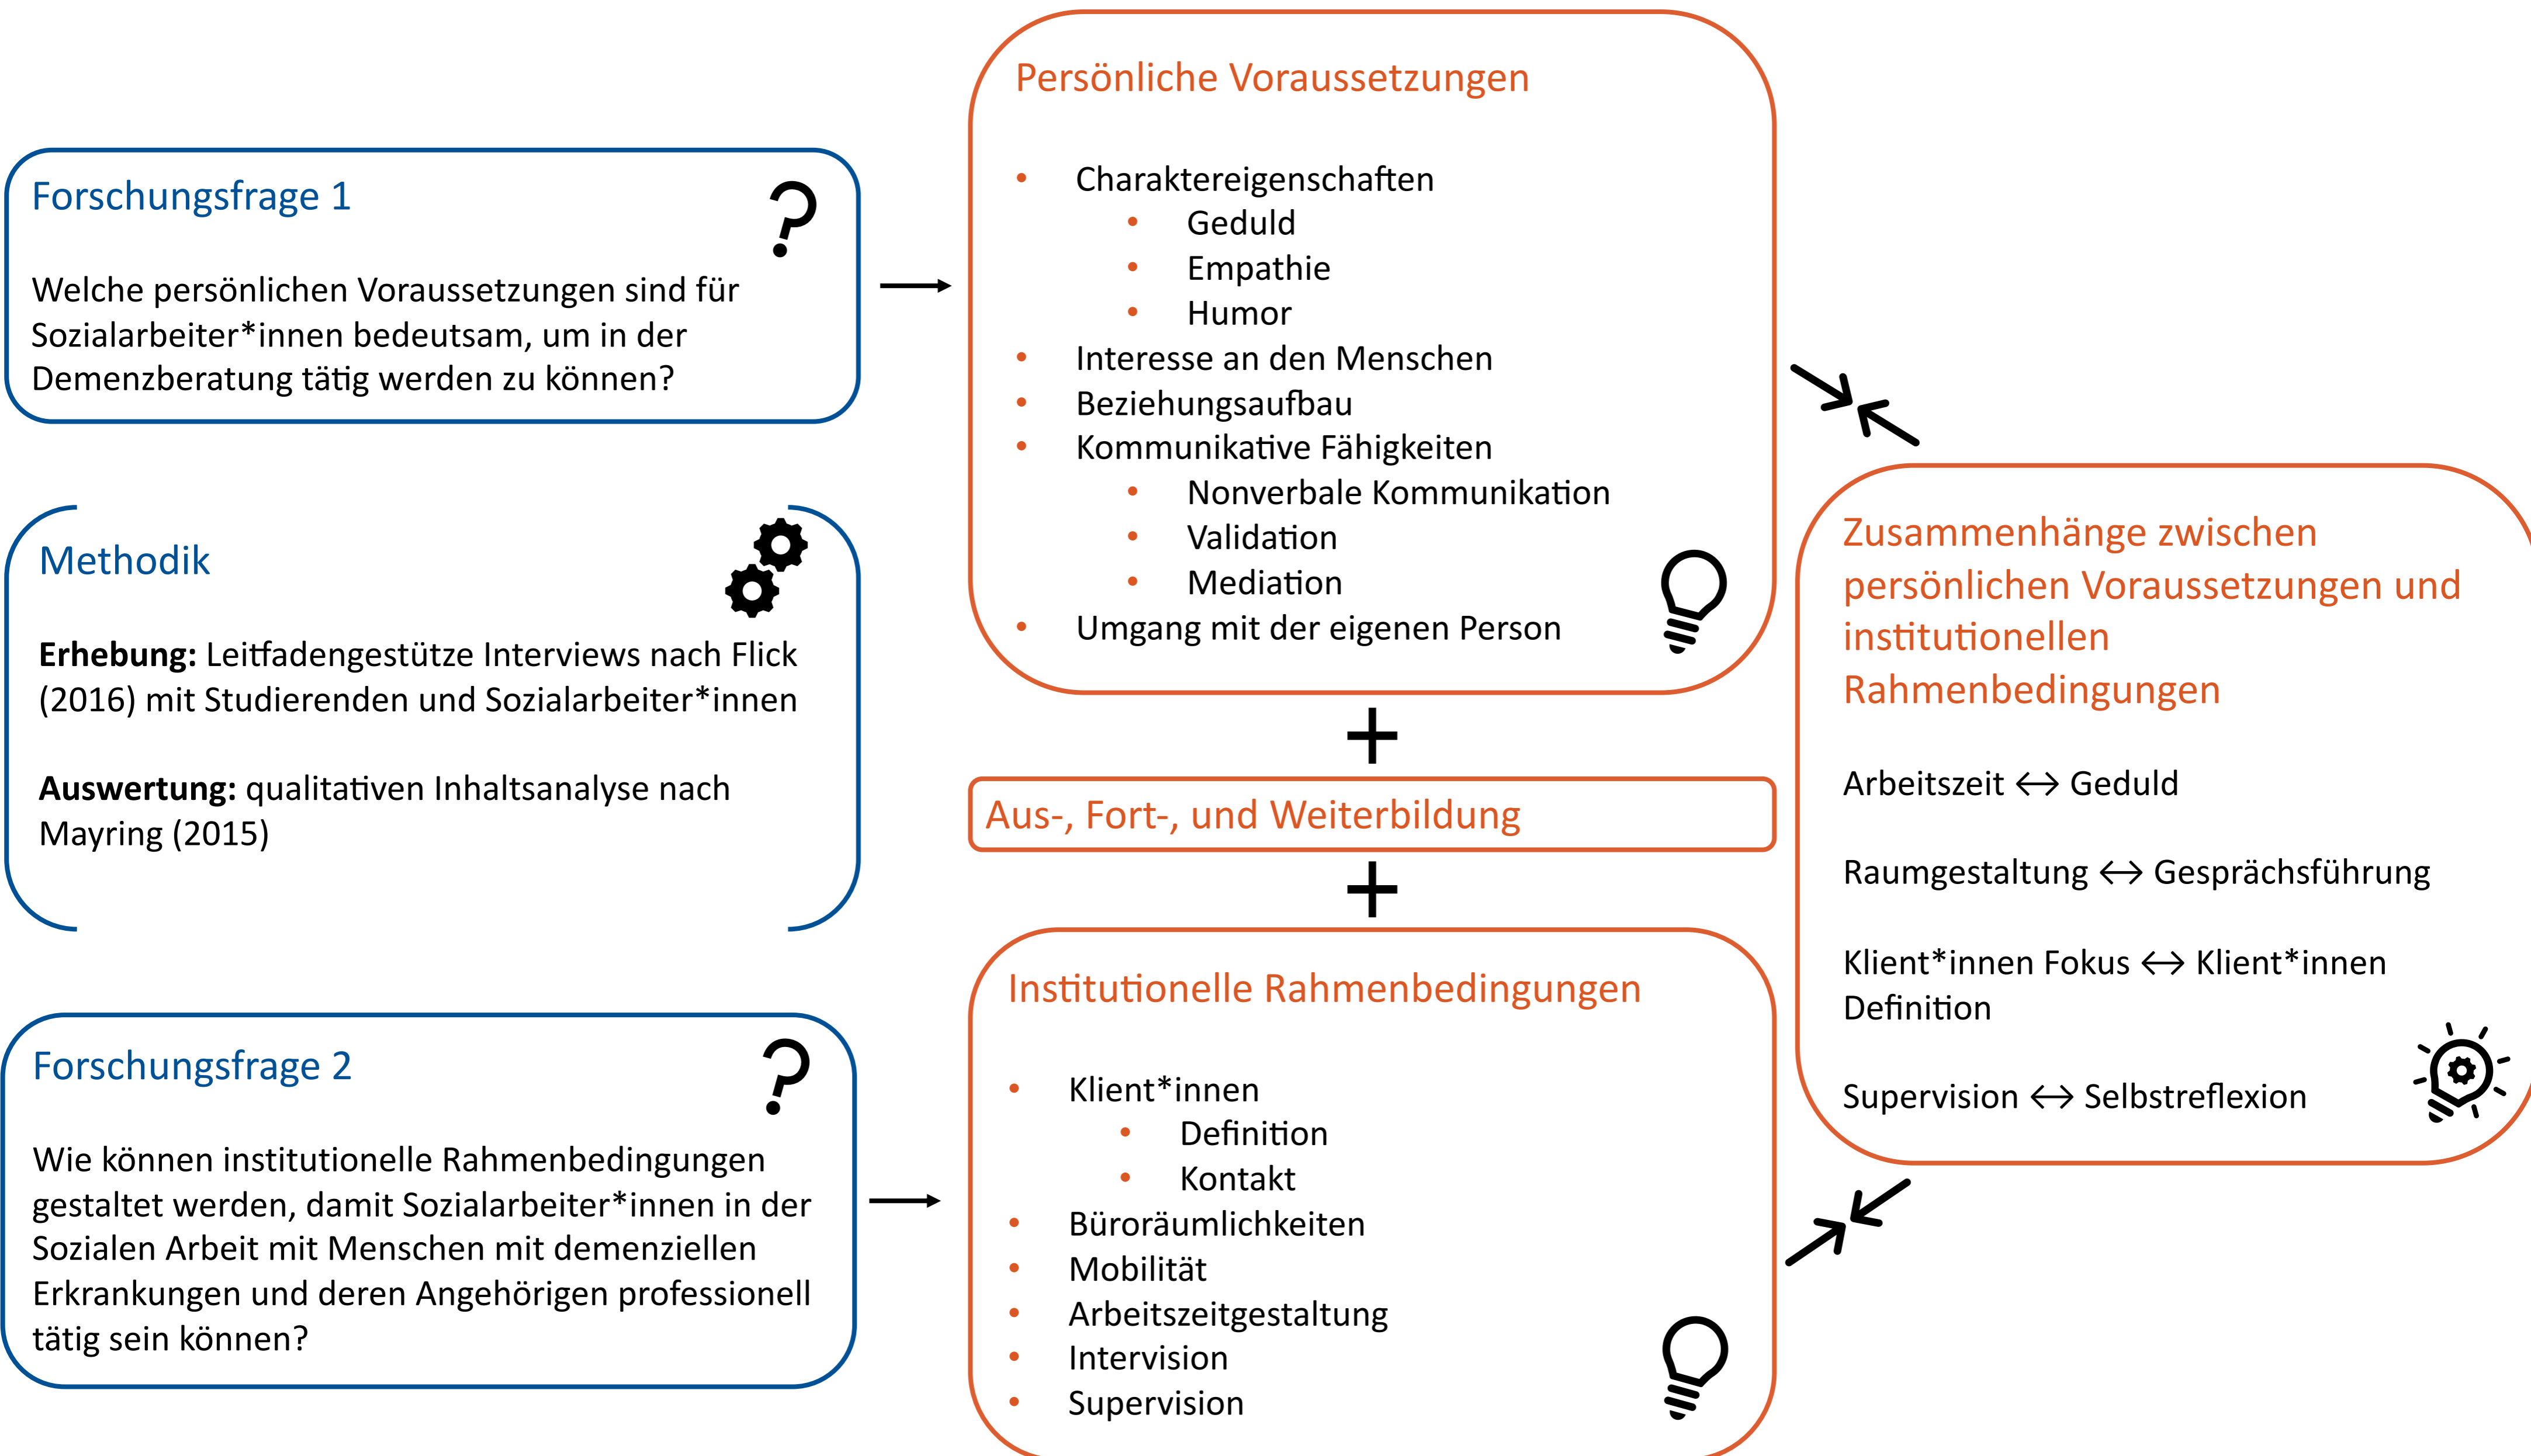 Forschungsfrage 1
?
Welche persönlichen Voraussetzungen sind für
Sozialarbeiter*innen bedeutsam, um in der
Demenzberatung tätig werden zu können?
Methodik
Erhebung: Leitfadengestütze Interviews nach Flick
(2016) mit Studierenden und Sozialarbeiter*innen
Auswertung: qualitativen Inhaltsanalyse nach
Mayring (2015)
Forschungsfrage 2
?
Wie können institutionelle Rahmenbedingungen
gestaltet werden, damit Sozialarbeiter*innen in der
Sozialen Arbeit mit Menschen mit demenziellen
Erkrankungen und deren Angehörigen professionell
tätig sein können?
Persönliche Voraussetzungen
• Charaktereigenschaften
• Geduld
• Empathie
• Humor
• Interesse an den Menschen
• Beziehungsaufbau
• Kommunikative Fähigkeiten
• Nonverbale Kommunikation
• Validation
• Mediation
• Umgang mit der eigenen Person
+
Aus-, Fort-, und Weiterbildung
+
Institutionelle Rahmenbedingungen
• Klient*innen
• Definition
• Kontakt
• Büroräumlichkeiten
• Mobilität
• Arbeitszeitgestaltung
• Intervision
• Supervision
Zusammenhänge zwischen
persönlichen Voraussetzungen und
institutionellen
Rahmenbedingungen
Arbeitszeit ↔ Geduld
Raumgestaltung ↔ Gesprächsführung
Klient*innen Fokus ↔ Klient*innen
Definition
Supervision ↔ Selbstreflexion